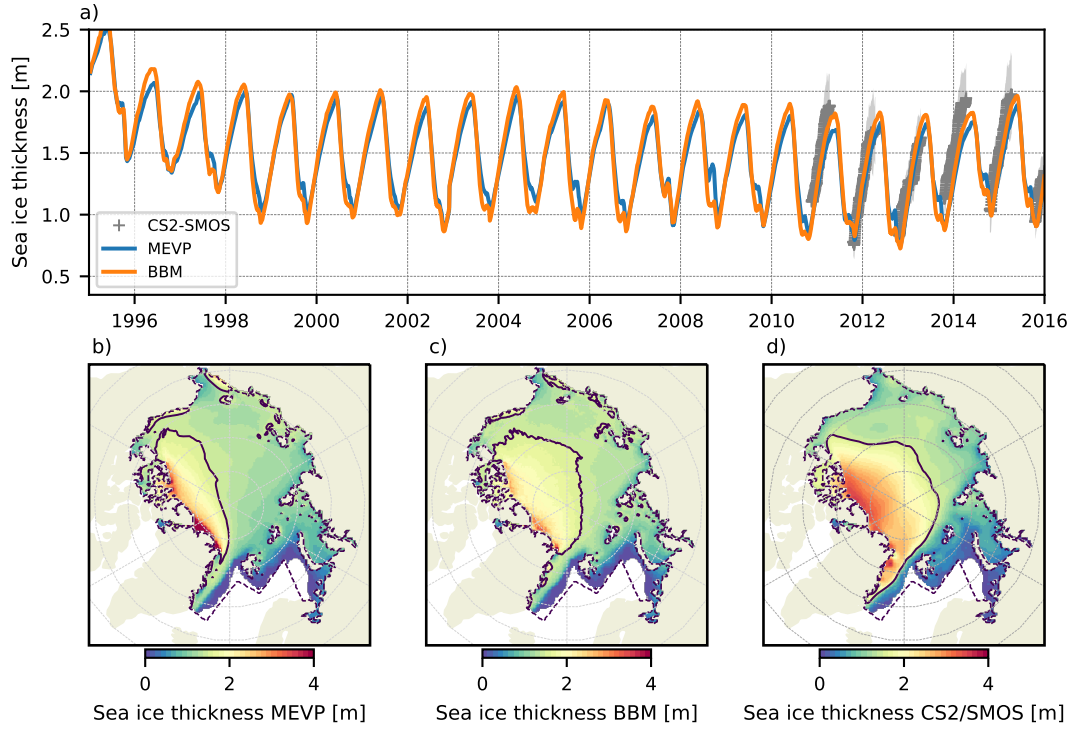 a)
2.5
2.0
1.5
1.0
0.5
Sea ice thickness [m]
CS2-SMOS
MEVP
BBM
1996 1998 2000 2002 2004 2006 2008 2010 2012 2014 2016
b) c) d)
0 2 4 0 2 4 0 2 4
Sea ice thickness MEVP [m] Sea ice thickness BBM [m] Sea ice thickness CS2/SMOS [m]